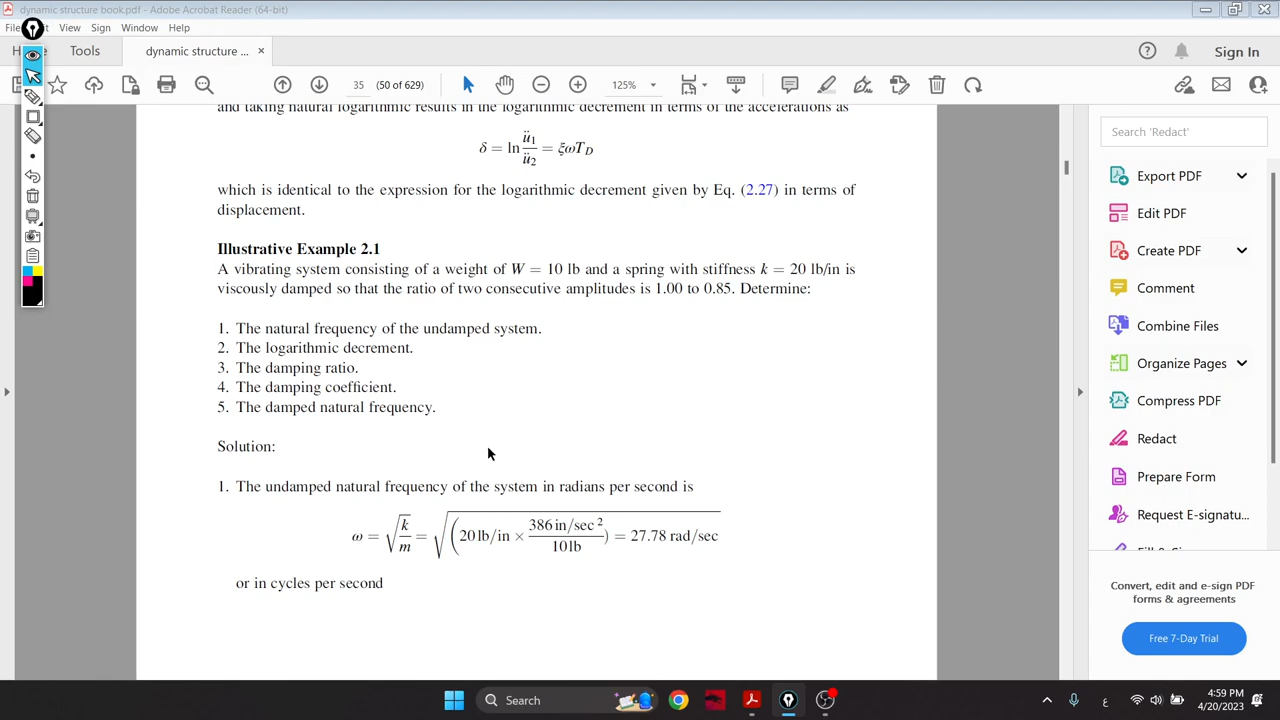 dynamic structure book.pdf - Adobe Acrobat Reader (64-bit)
View Sign Window Help
Tools
dynamic structure ...
Sign In
35 (50 of 629)
125%
and taking natural logarithmic results in the logarithmic decrement in terms of the accelerations as
δ = ln ü₁/ü₂ = ξωT_D
which is identical to the expression for the logarithmic decrement given by Eq. (2.27) in terms of
displacement.
Illustrative Example 2.1
A vibrating system consisting of a weight of W = 10 lb and a spring with stiffness k = 20 lb/in is
viscously damped so that the ratio of two consecutive amplitudes is 1.00 to 0.85. Determine:
1. The natural frequency of the undamped system.
2. The logarithmic decrement.
3. The damping ratio.
4. The damping coefficient.
5. The damped natural frequency.
Solution:
1. The undamped natural frequency of the system in radians per second is
ω = √(k/m) = √((20 lb/in × 386 in/sec²/10 lb) = 27.78 rad/sec
or in cycles per second
Search 'Redact'
Export PDF
Edit PDF
Create PDF
Comment
Combine Files
Organize Pages
Compress PDF
Redact
Prepare Form
Request E-signatu...
Convert, edit and e-sign PDF
forms & agreements
Free 7-Day Trial
Search
ع
4:59 PM
4/20/2023